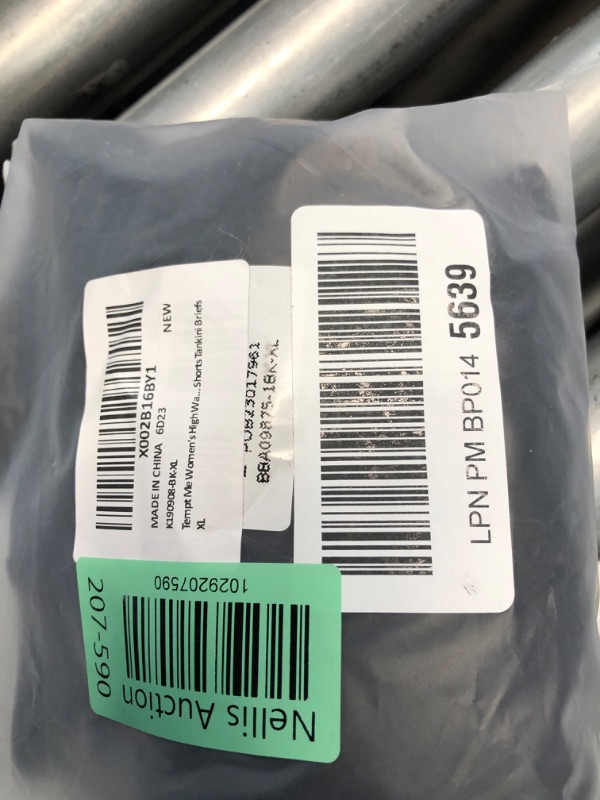 X002B16BY1
NEW
MADE IN CHINA 6D23
K190908-BK-XL
Tempt Me Women's High Wa... Shorts Tankini Briefs
XL
LPN PM BP014 5639
1029207590
207-590
Nellis Auction